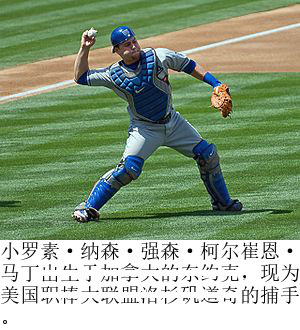 小罗素·纳森·强森·柯尔崔恩·
马丁出生于加拿大的东约克，现为
美国职棒大联盟洛杉矶道奇的捕手
。